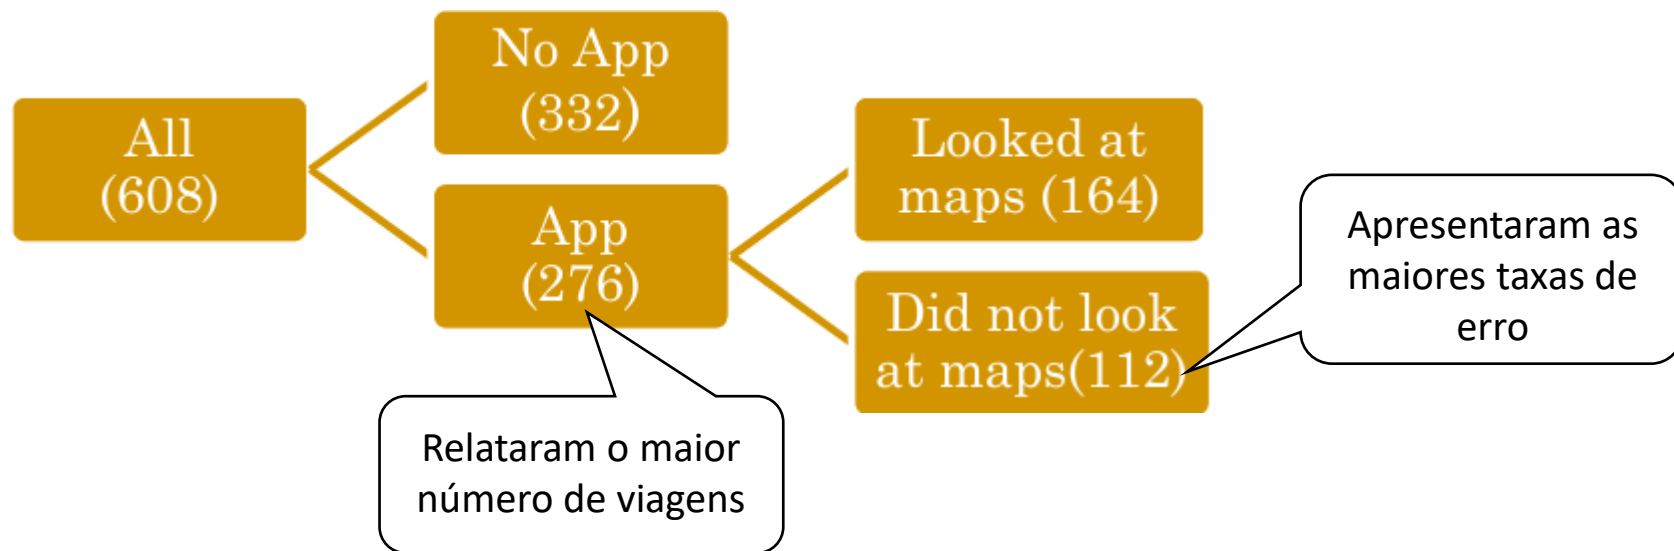 All
(608)
No App
(332)
App
(276)
Looked at
maps (164)
Did not look
at maps(112)
Apresentaram as
maiores taxas de
erro
Relataram o maior
número de viagens